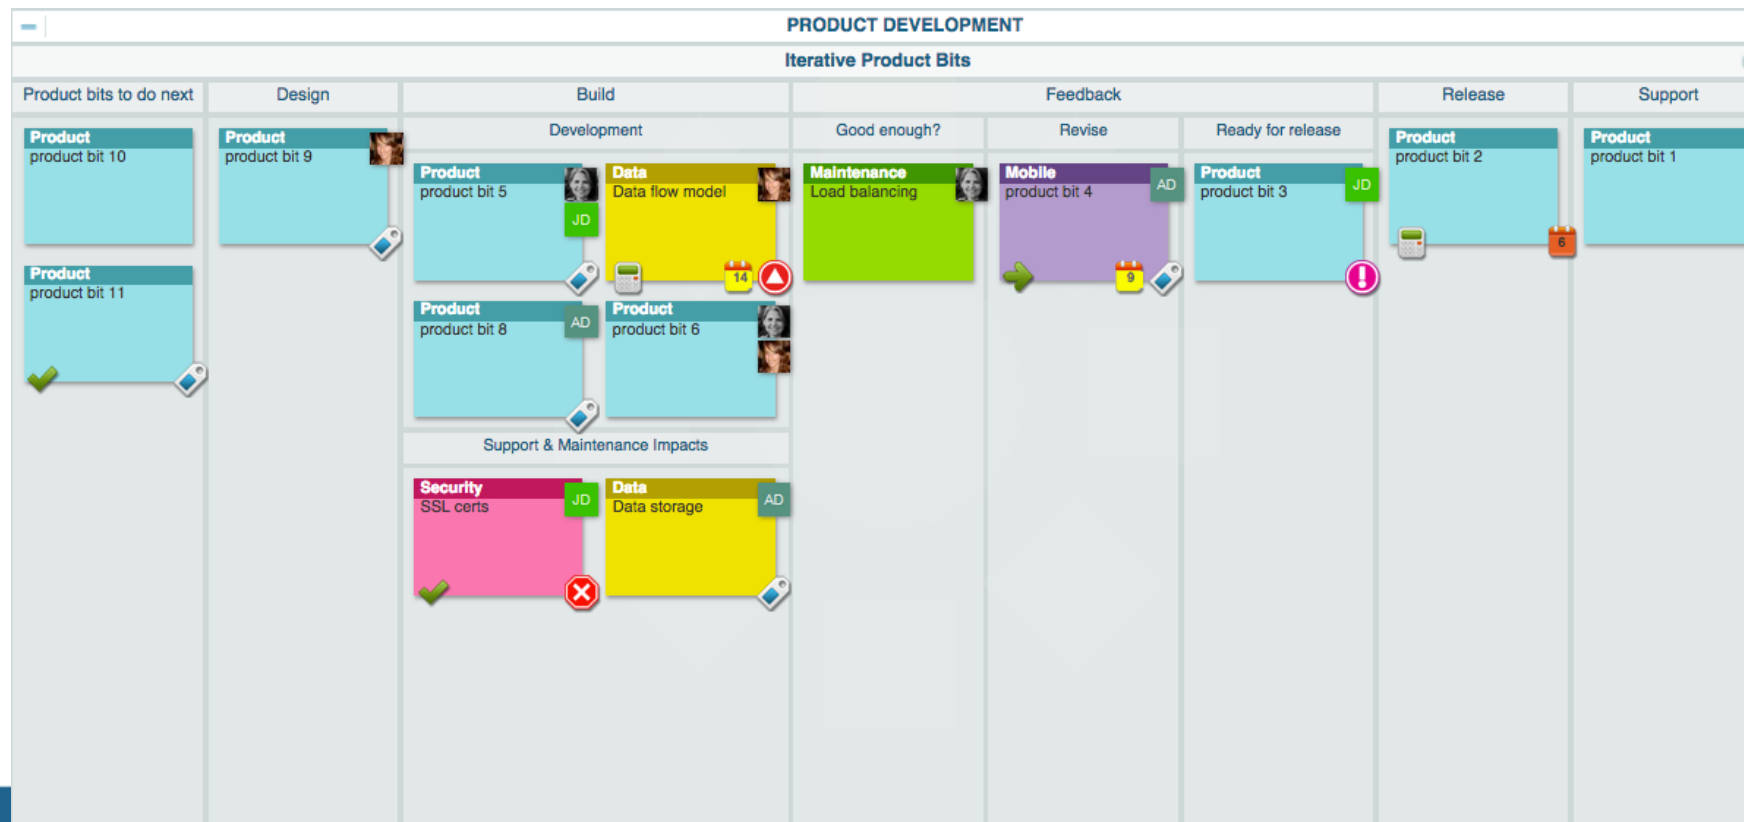 PRODUCT DEVELOPMENT
Iterative Product Bits
Product bits to do next
Design
Build
Feedback
Release
Support
Development
Good enough?
Revise
Ready for release
Product
product bit 10
Product
product bit 11
Product
product bit 9
Product
product bit 5
JD
Data
Data flow model
14
Product
product bit 8
AD
Product
product bit 6
Support & Maintenance Impacts
Security
SSL certs
JD
Data
Data storage
AD
Maintenance
Load balancing
Mobile
product bit 4
AD
9
Product
product bit 3
JD
Product
product bit 2
6
Product
product bit 1